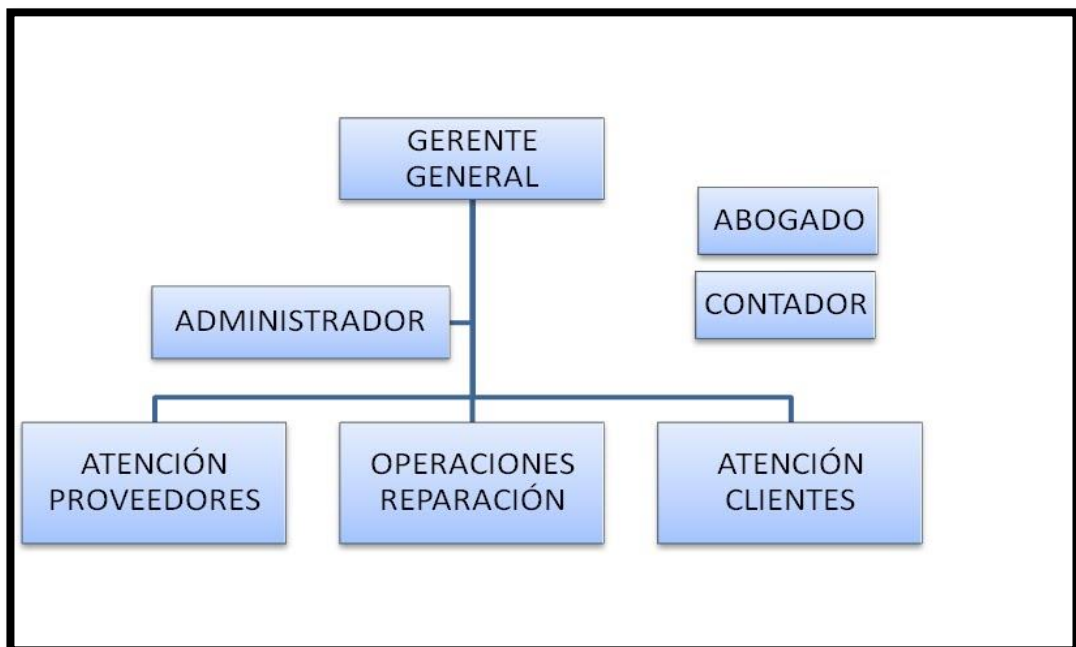 GERENTE
GENERAL
ABOGADO
CONTADOR
ADMINISTRADOR
ATENCIÓN
PROVEEDORES
OPERACIONES
REPARACIÓN
ATENCIÓN
CLIENTES